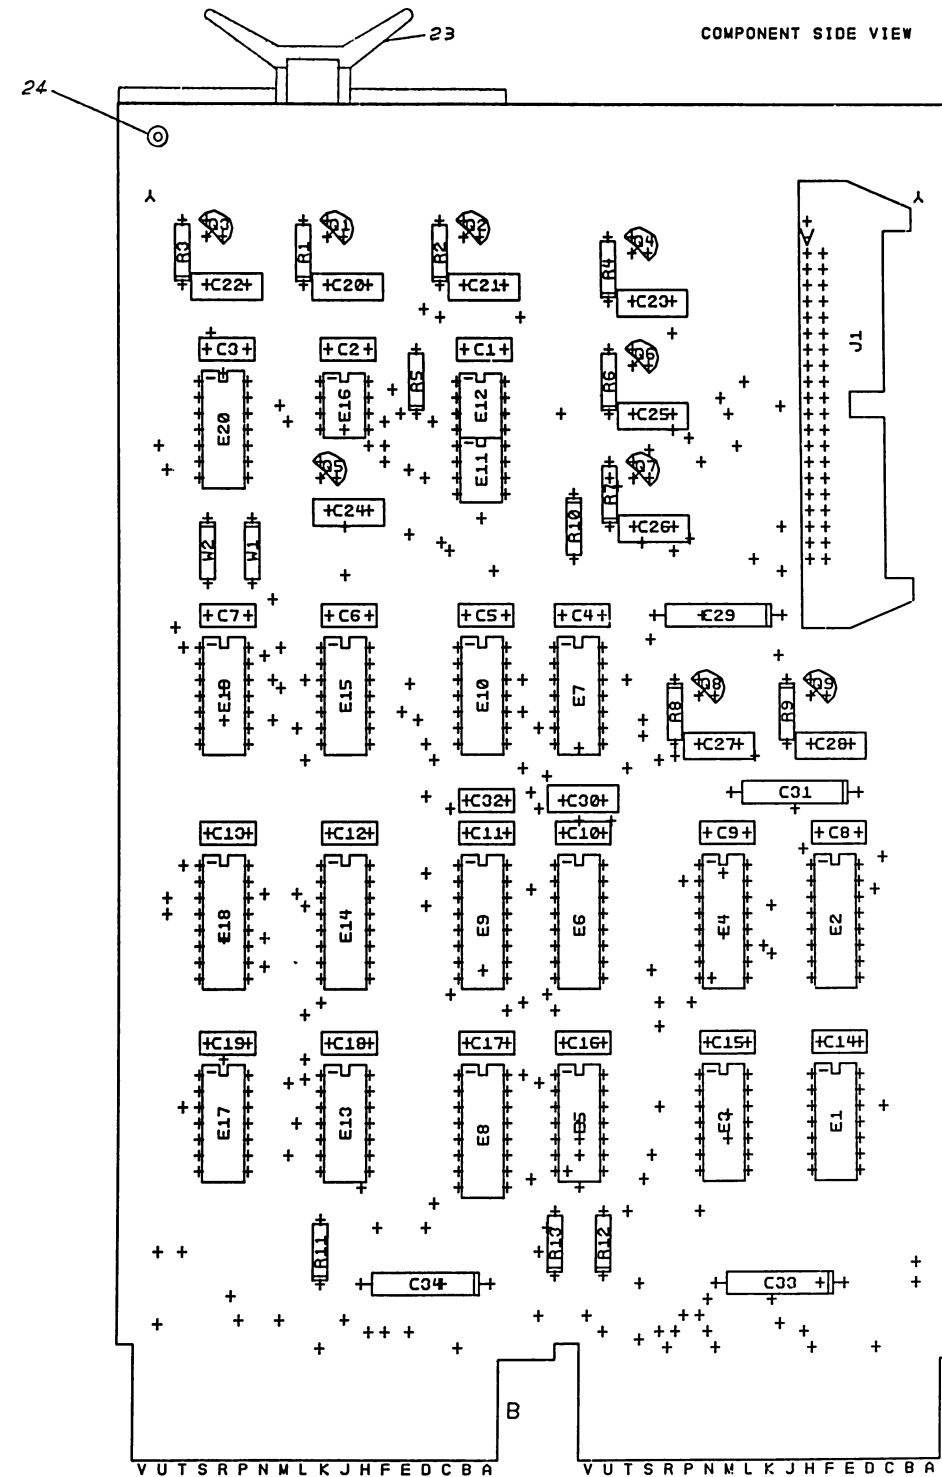 23
COMPONENT SIDE VIEW
24
R3
Q3
C22
R1
Q1
C20
R2
Q2
C21
R4
Q4
C23
J1
C3
C2
C1
R5
R6
Q6
C25
E20
E16
E12
E11
Q5
C24
R7
Q7
C26
R10
W2
W1
C7
C6
C5
C4
C29
E19
E15
E10
E7
R8
Q8
C27
R9
Q9
C28
C32
C30
C31
C13
C12
C11
C10
C9
C8
E18
E14
E9
E6
E4
E2
C19
C18
C17
C16
C15
C14
E17
E13
E8
E5
E3
E1
R11
R13
R12
C34
C33
B
V U T S R P N M L K J H F E D C B A
V U T S R P N M L K J H F E D C B A